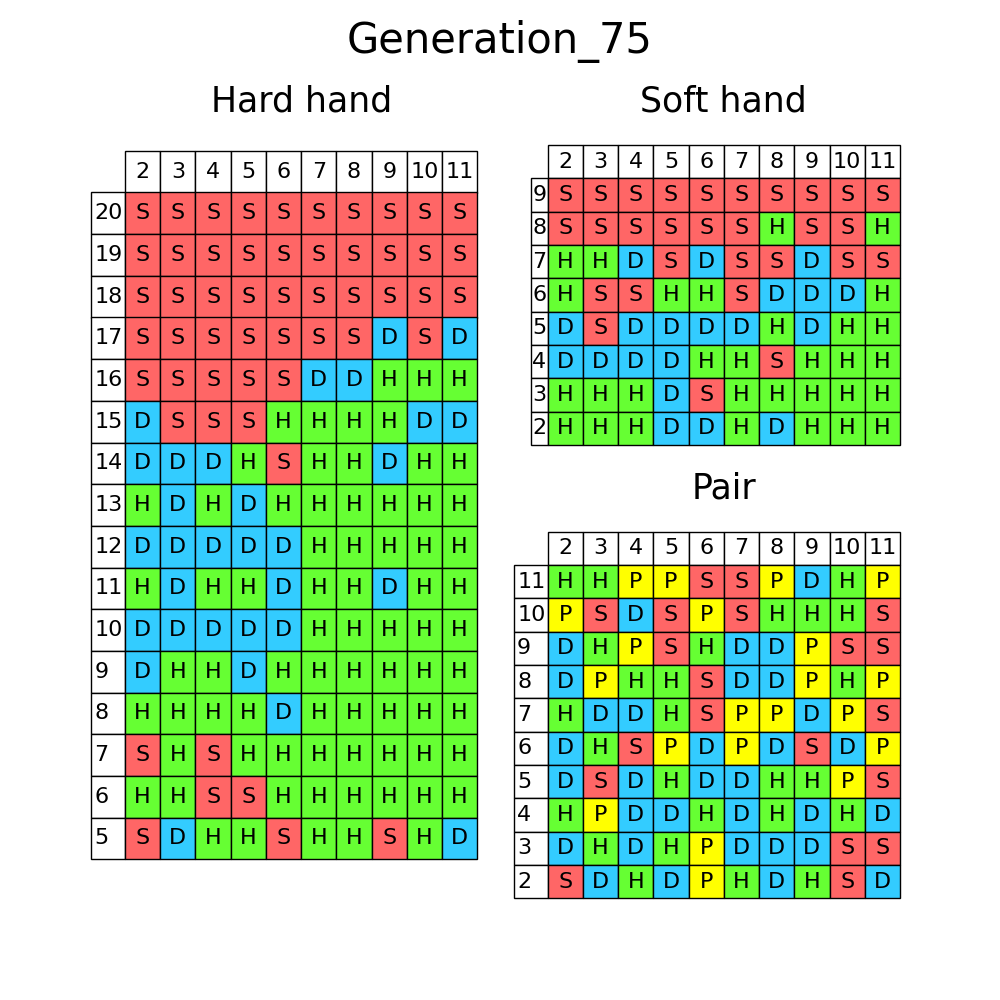 Generation_75
Hard hand
2 3 4 5 6 7 8 9 10 11
20 S S S S S S S S S S
19 S S S S S S S S S S
18 S S S S S S S S S S
17 S S S S S S S D S D
16 S S S S S D D H H H
15 D S S S H H H H D D
14 D D D H S H H D H H
13 H D H D H H H H H H
12 D D D D D H H H H H
11 H D H H D H H D H H
10 D D D D D H H H H H
9 D H H D H H H H H H
8 H H H H D H H H H H
7 S H S H H H H H H H
6 H H S S H H H H H H
5 S D H H S H H S H D
Soft hand
2 3 4 5 6 7 8 9 10 11
9 S S S S S S S S S S
8 S S S S S S H S S H
7 H H D S D S S D S S
6 H S S H H S D D D H
5 D S D D D D H D H H
4 D D D D H H S H H H
3 H H H D S H H H H H
2 H H H D D H D H H H
Pair
2 3 4 5 6 7 8 9 10 11
11 H H P P S S P D H P
10 P S D S P S H H H S
9 D H P S H D D P S S
8 D P H H S D D P H P
7 H D D H S P P D P S
6 D H S P D P D S D P
5 D S D H D D H H P S
4 H P D D H D H D H D
3 D H D H P D D D S S
2 S D H D P H D H S D